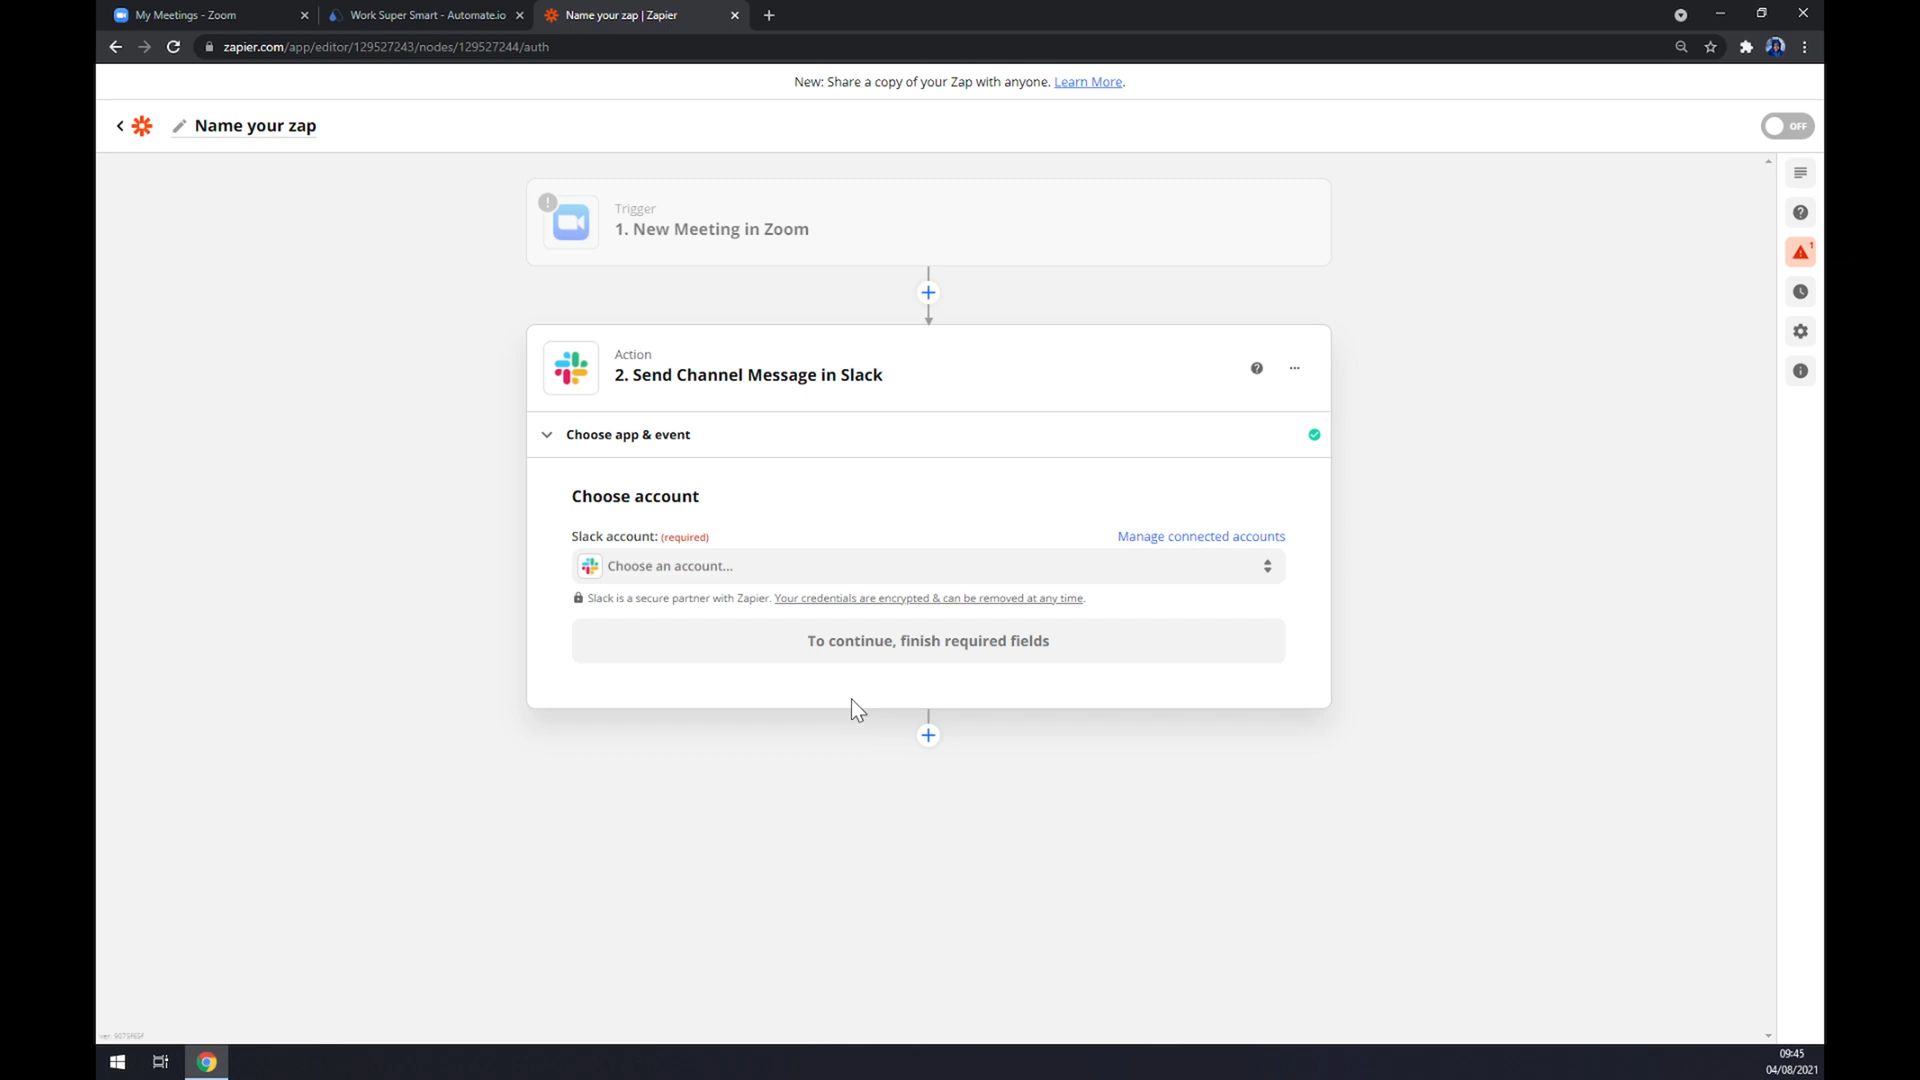 My Meetings - Zoom
Work Super Smart - Automate.io
Name your zap | Zapier
zapier.com/app/editor/129527243/nodes/129527244/auth
New: Share a copy of your Zap with anyone. Learn More.
Name your zap
OFF
Trigger
1. New Meeting in Zoom
1
Action
2. Send Channel Message in Slack
Choose app & event
Choose account
Slack account: (required)
Manage connected accounts
Choose an account...
Slack is a secure partner with Zapier. Your credentials are encrypted & can be removed at any time.
To continue, finish required fields
09:45
04/08/2021